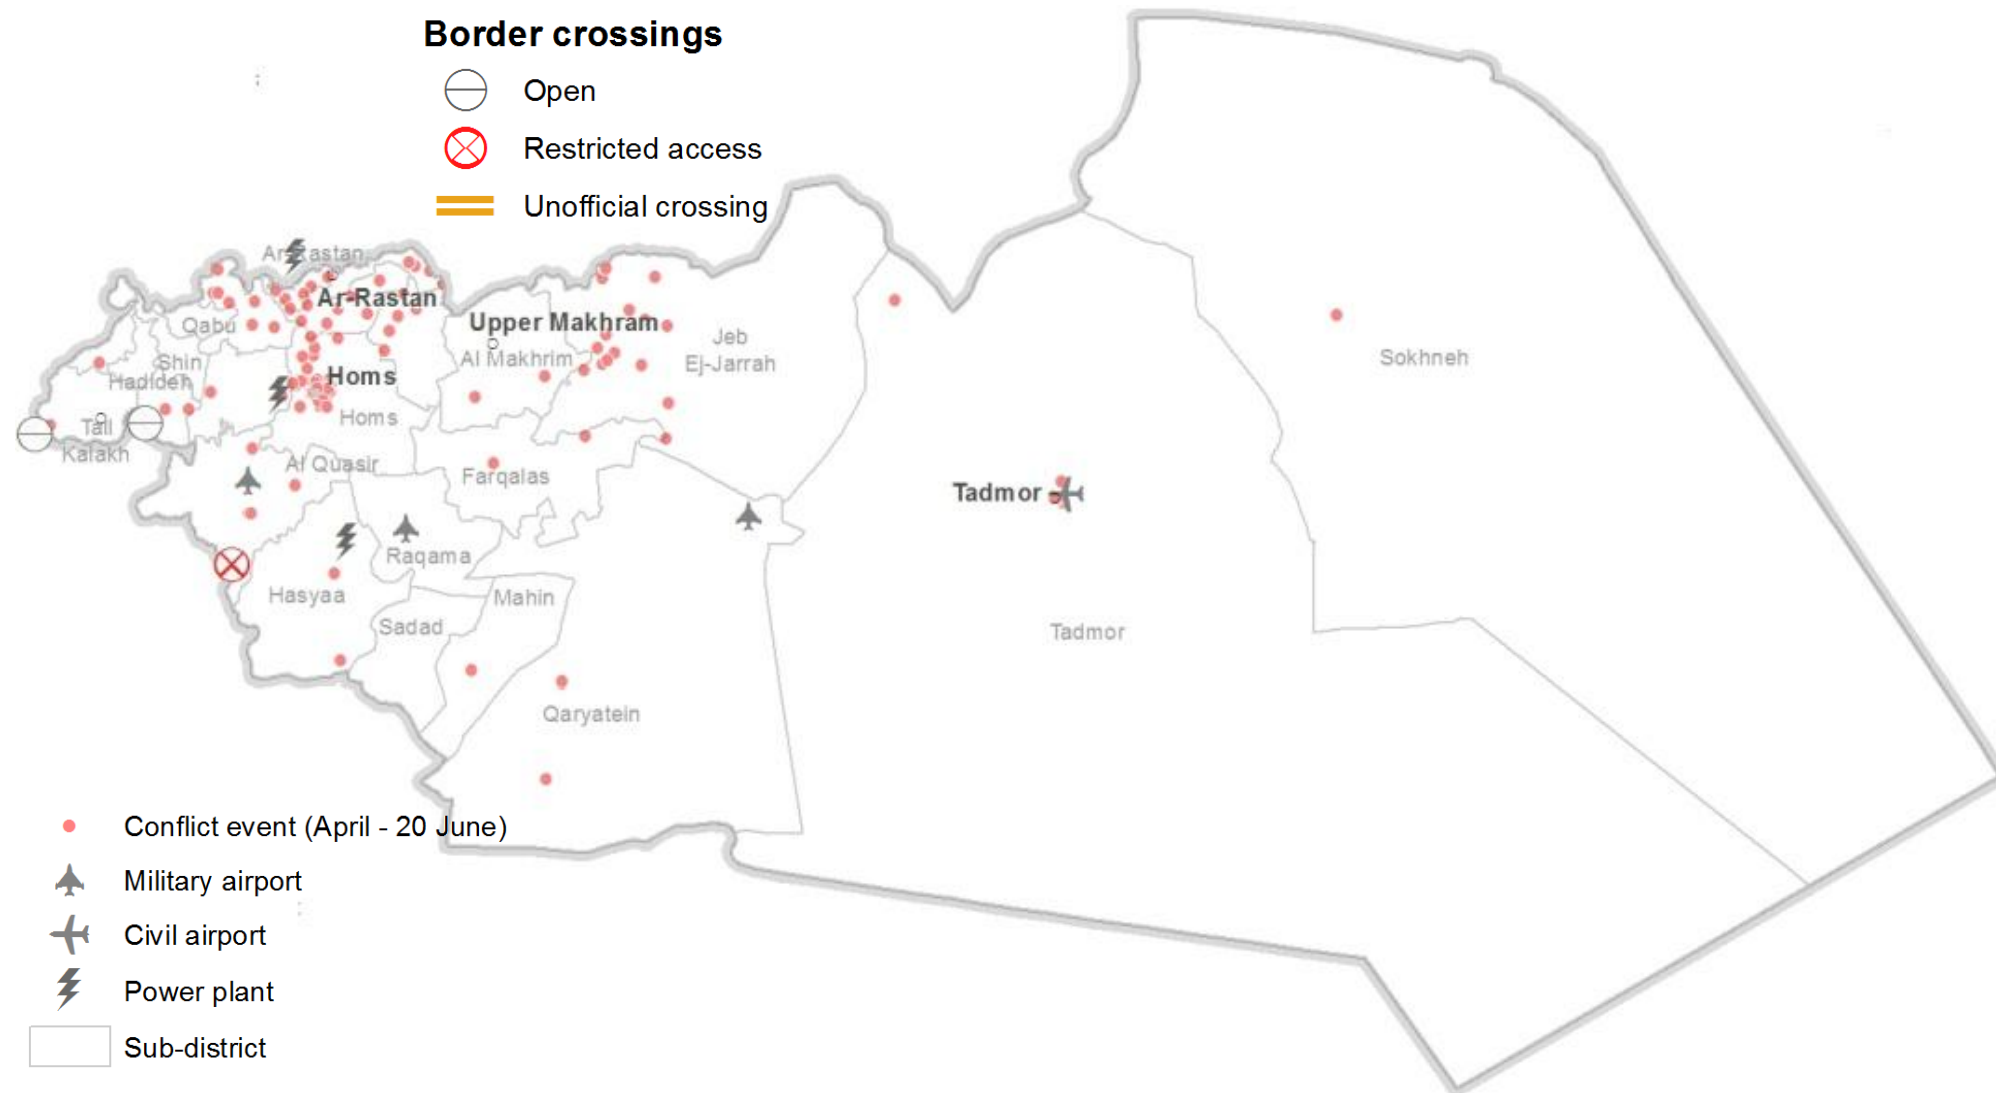 Border crossings
Open
Restricted access
Unofficial crossing
Ar-Rastan
Ar-Rastan
Qabu
Upper Makhram
Jeb
Ej-Jarrah
Al Makhrim
Sokhneh
Shin
Hadideh
Homs
Homs
Tall
Kalakh
Al Quasir
Farqalas
Tadmor
Raqama
Hasyaa
Mahin
Sadad
Tadmor
Qaryatein
Conflict event (April - 20 June)
Military airport
Civil airport
Power plant
Sub-district